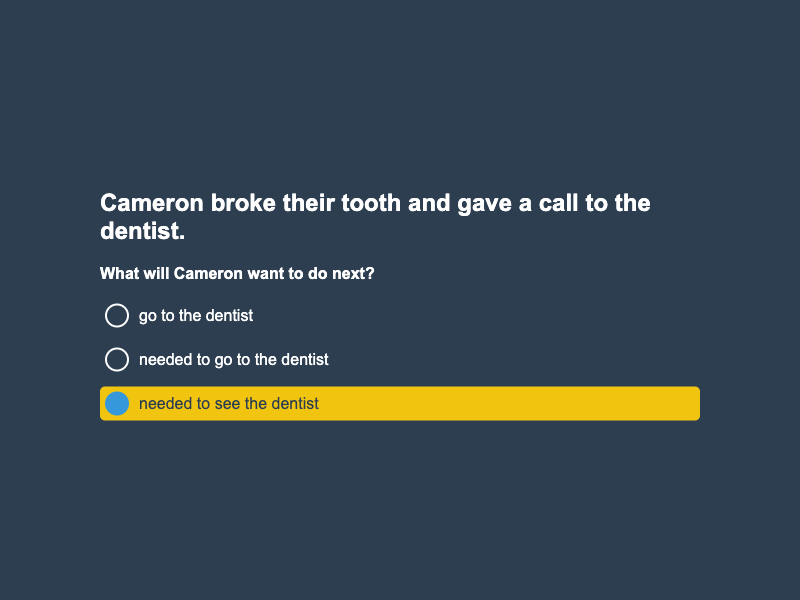 Cameron broke their tooth and gave a call to the
dentist.
What will Cameron want to do next?
go to the dentist
needed to go to the dentist
needed to see the dentist